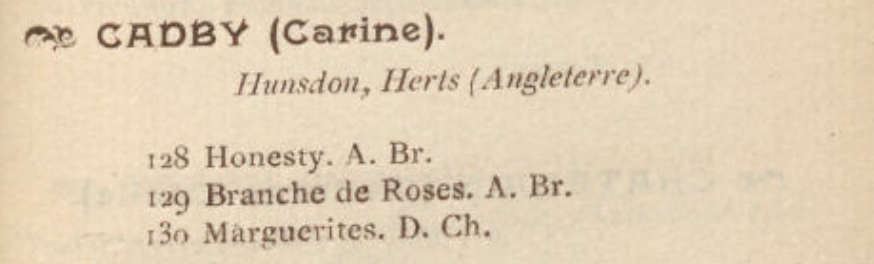 CADBY (Carine).
Hunsdon, Herts (Angleterre).
128 Honesty. A. Br.
129 Branche de Roses. A. Br.
130 Marguerites. D. Ch.